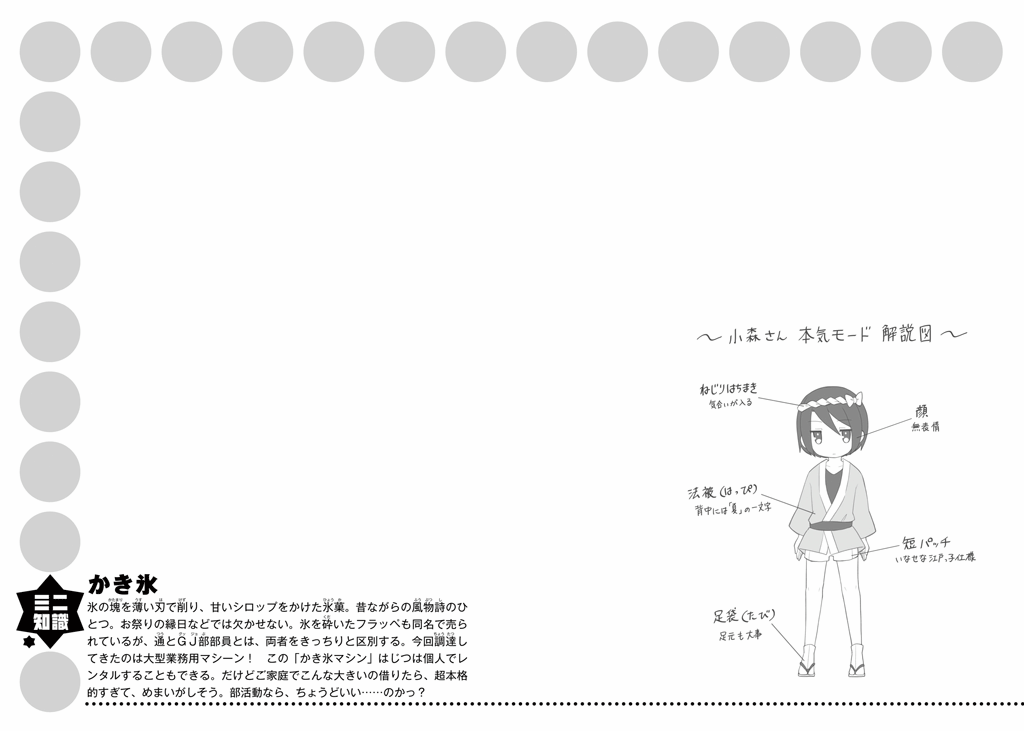 ～小森さん 本気モード 解説図～
ねじりはちまき
気合いが入る
顔
無表情
法被(はっぴ)
背中には「夏」の一文字
短パッチ
いなせな江戸っ子仕様
足袋(たび)
足元も大事
ミニ
知識
かき氷
氷の塊を薄い刃で削り、甘いシロップをかけた氷菓。昔ながらの風物詩のひ
とつ。お祭りの縁日などでは欠かせない。氷を砕いたフラッペも同名で売ら
れているが、通とＧＪ部部員とは、両者をきっちりと区別する。今回調達し
てきたのは大型業務用マシーン！　この「かき氷マシン」はじつは個人でレ
ンタルすることもできる。だけどご家庭でこんな大きいの借りたら、超本格
的すぎて、めまいがしそう。部活動なら、ちょうどいい……のかっ？